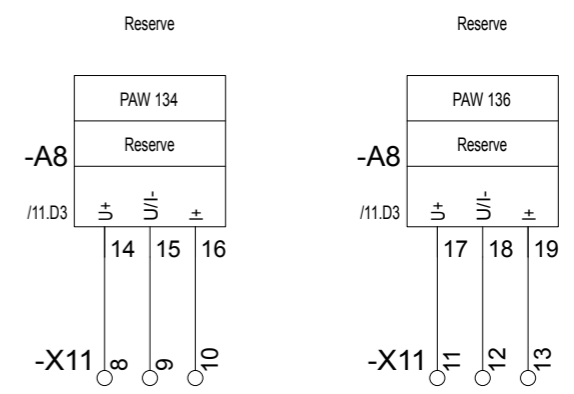 Reserve Reserve
PAW 134 PAW 136
-A8 Reserve -A8 Reserve
/11.D3 U+ U/I- I+ /11.D3 U+ U/I- I+
14 15 16 17 18 19
-X11 8 9 10 -X11 11 12 13